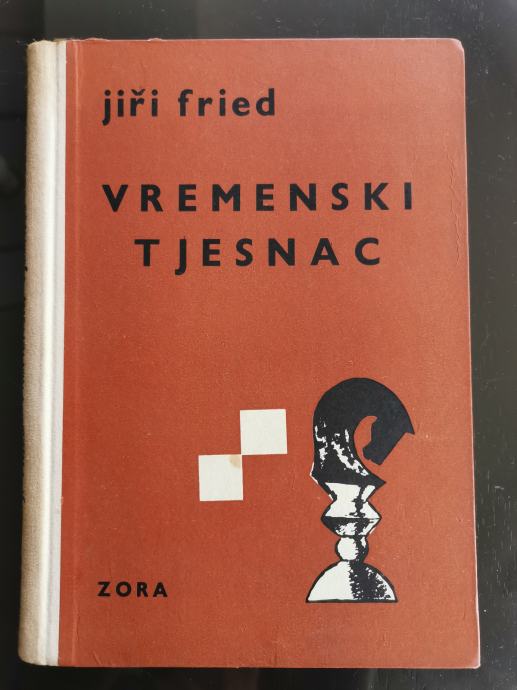 jiři fried
VREMENSKI
TJESNAC
ZORA